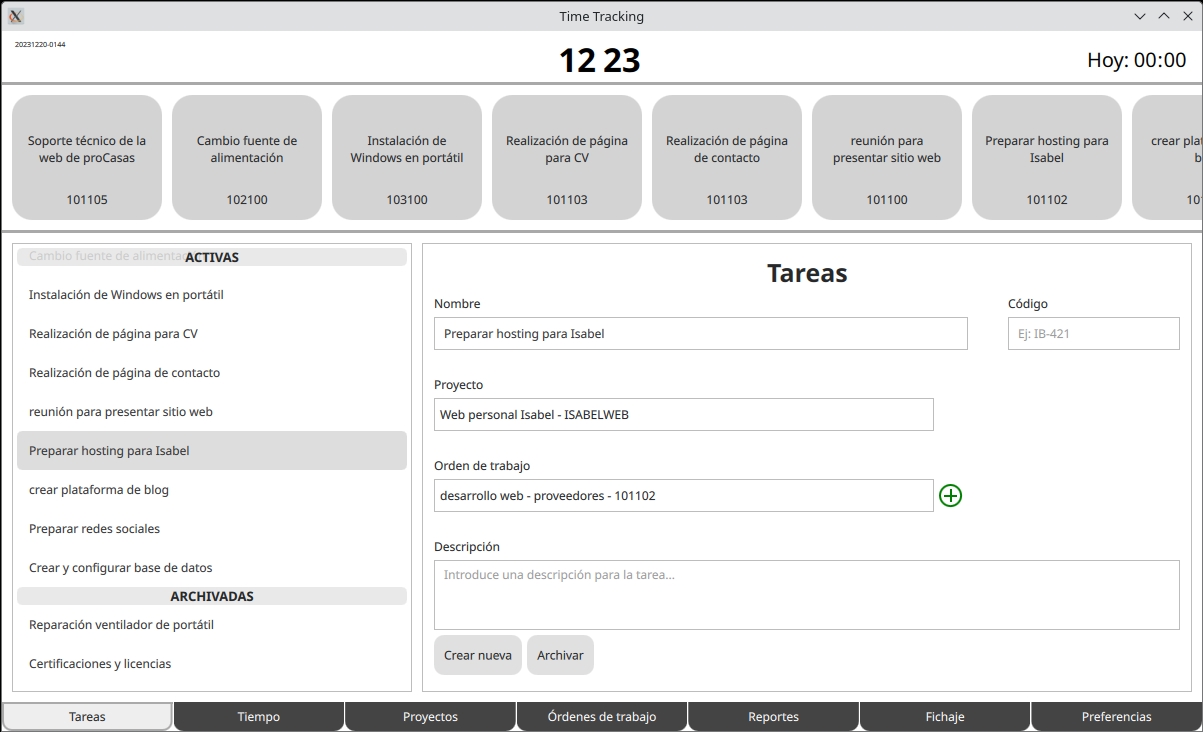 Time Tracking
20231220-0144
12 23
Hoy: 00:00
Soporte técnico de la
web de proCasas
101105
Cambio fuente de
alimentación
102100
Instalación de
Windows en portátil
103100
Realización de página
para CV
101103
Realización de página
de contacto
101103
reunión para
presentar sitio web
101100
Preparar hosting para
Isabel
101102
crear pla
b
10
Cambio fuente de alimenta
ACTIVAS
Instalación de Windows en portátil
Realización de página para CV
Realización de página de contacto
reunión para presentar sitio web
Preparar hosting para Isabel
crear plataforma de blog
Preparar redes sociales
Crear y configurar base de datos
ARCHIVADAS
Reparación ventilador de portátil
Certificaciones y licencias
Tareas
Nombre
Código
Preparar hosting para Isabel
Ej: IB-421
Proyecto
Web personal Isabel - ISABELWEB
Orden de trabajo
desarrollo web - proveedores - 101102
Descripción
Introduce una descripción para la tarea...
Crear nueva
Archivar
Tareas
Tiempo
Proyectos
Órdenes de trabajo
Reportes
Fichaje
Preferencias